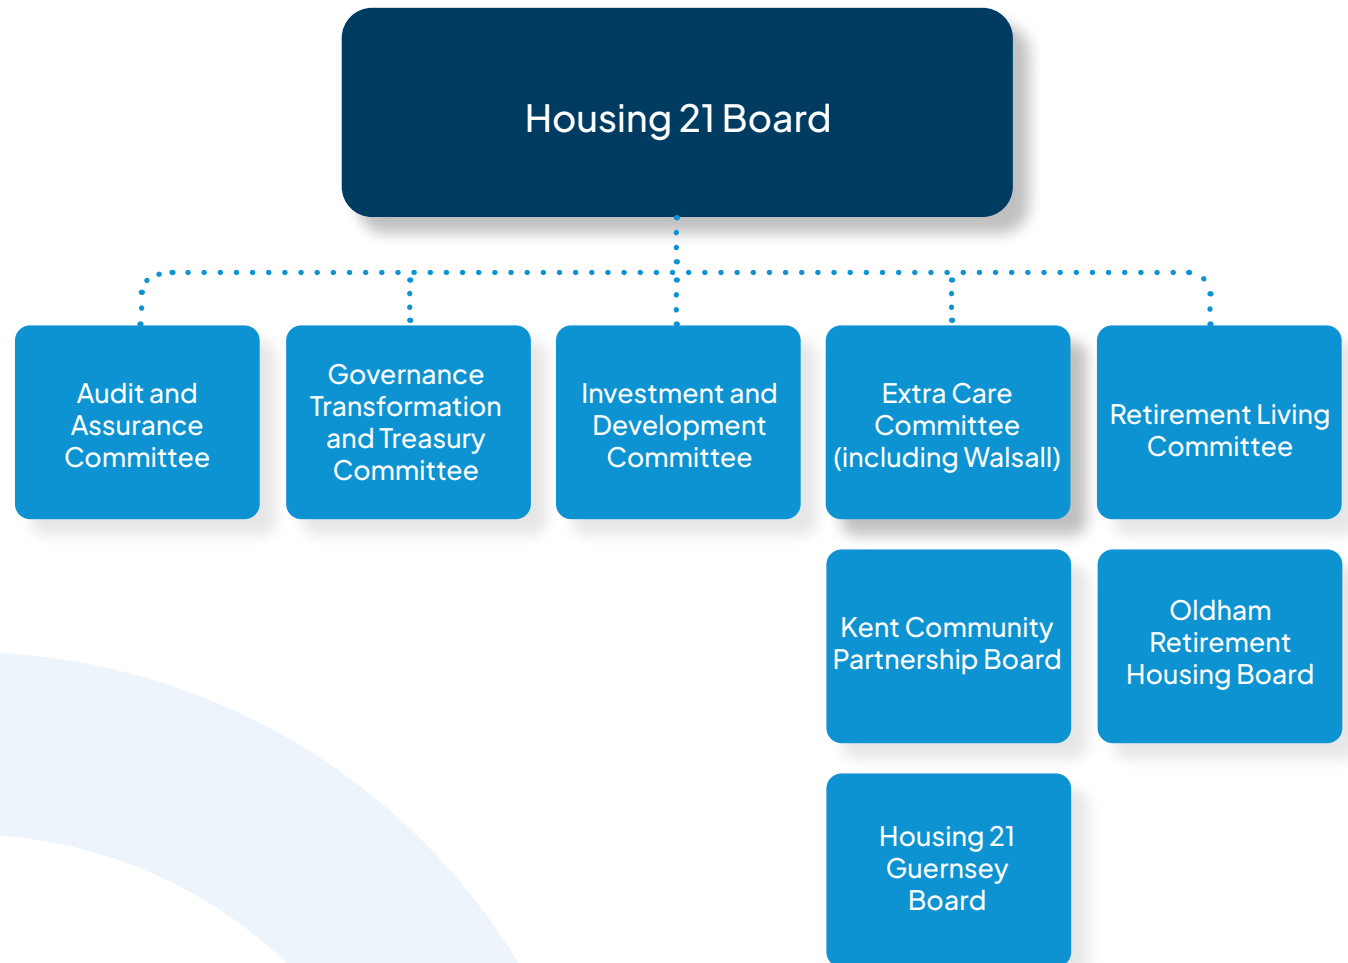 Housing 21 Board
Audit and
Assurance
Committee
Governance
Transformation
and Treasury
Committee
Investment and
Development
Committee
Extra Care
Committee
(including Walsall)
Retirement Living
Committee
Kent Community
Partnership Board
Oldham
Retirement
Housing Board
Housing 21
Guernsey
Board